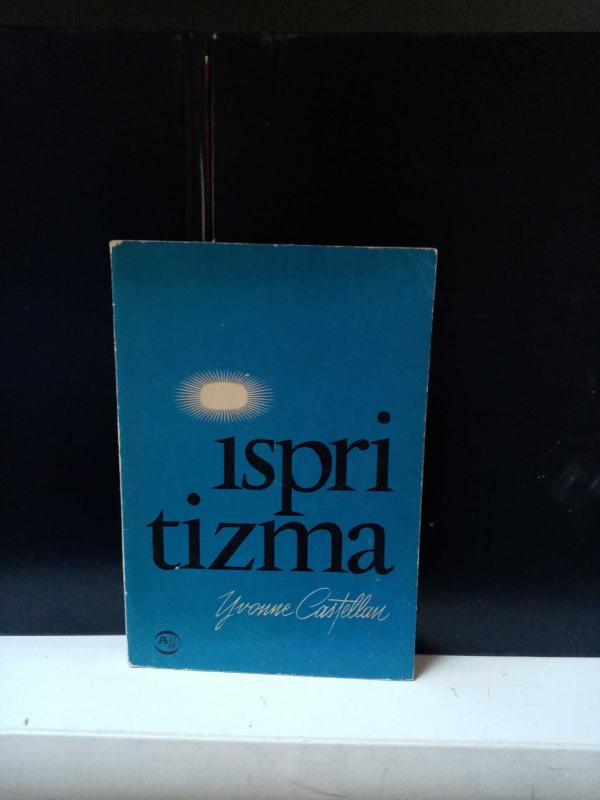 ıspri
tizma
Yvonne Castellan